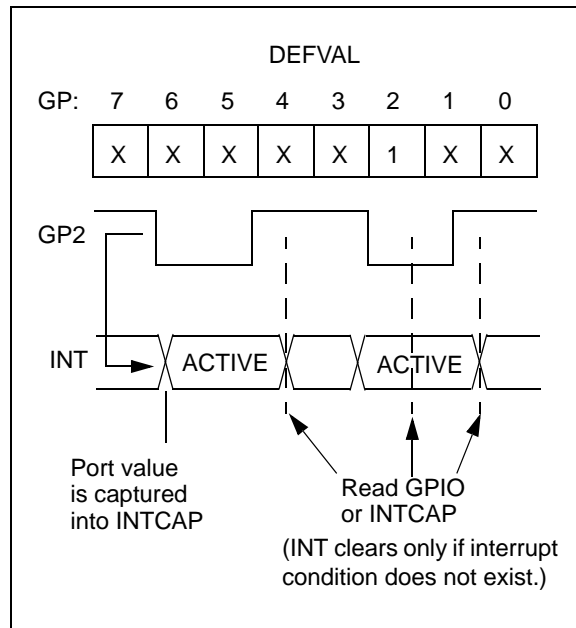 DEFVAL
GP: 7 6 5 4 3 2 1 0
X X X X X 1 X X
GP2
INT ACTIVE ACTIVE
Port value
is captured
into INTCAP
Read GPIO
or INTCAP
(INT clears only if interrupt
condition does not exist.)